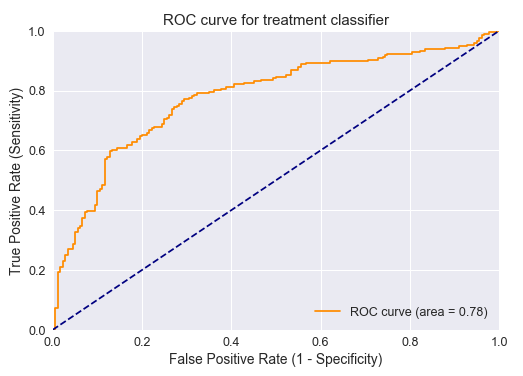 ROC curve for treatment classifier
1.0
0.8
0.6
0.4
0.2
0.0
True Positive Rate (Sensitivity)
ROC curve (area = 0.78)
0.0 0.2 0.4 0.6 0.8 1.0
False Positive Rate (1 - Specificity)